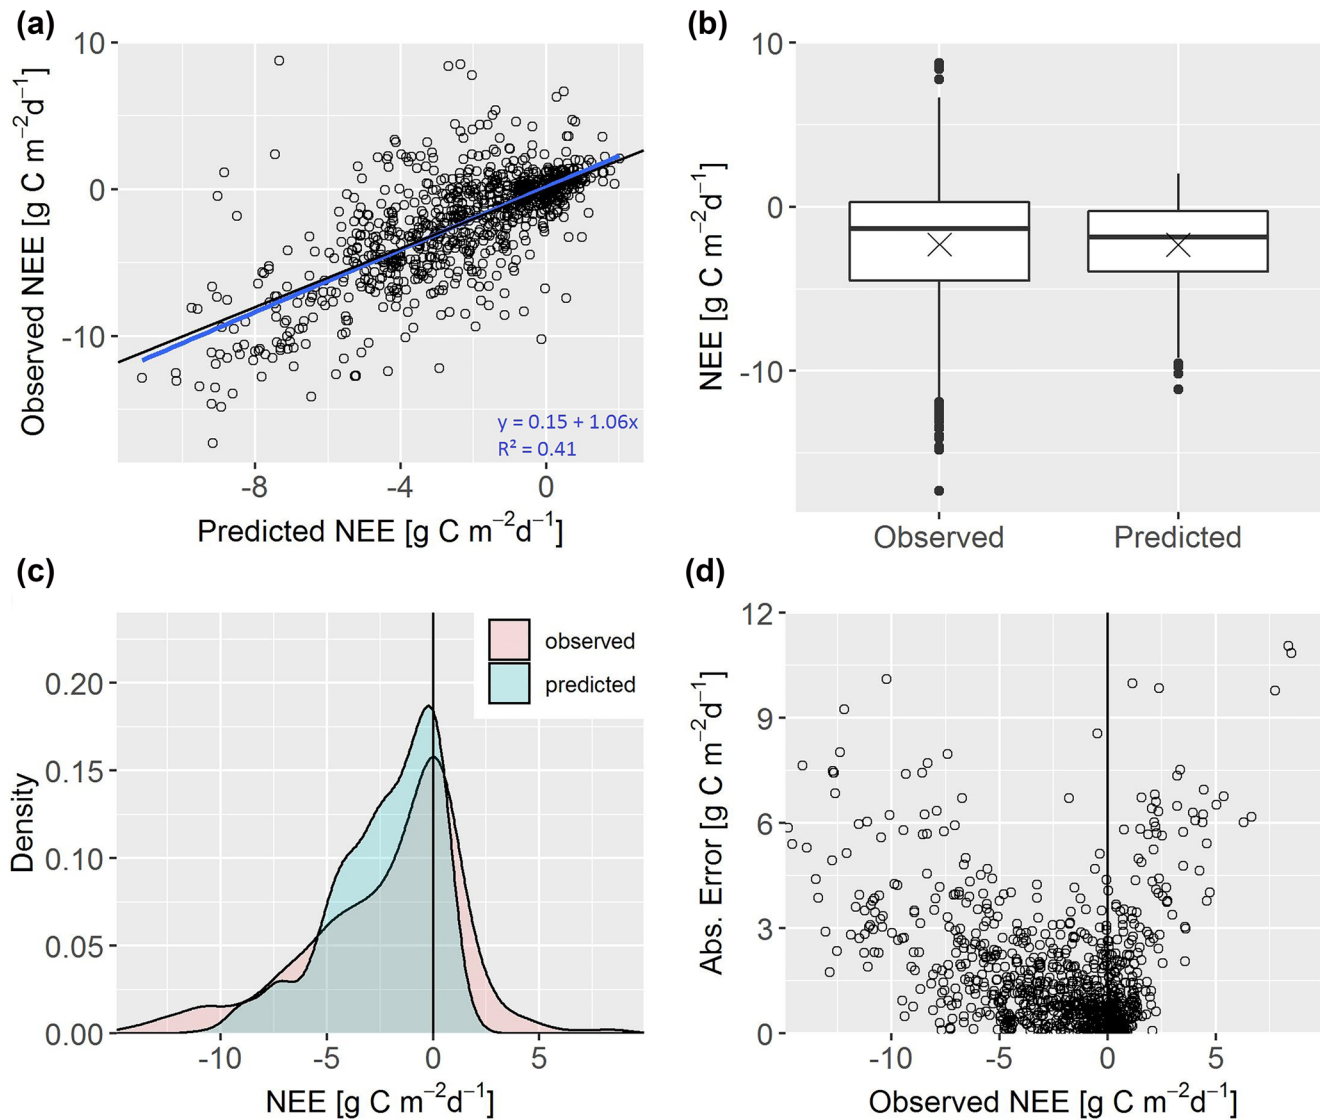 (a)
10
0
-10
Observed NEE [g C m⁻²d⁻¹]
y = 0.15 + 1.06x
R² = 0.41
-8
-4
0
Predicted NEE [g C m⁻²d⁻¹]
(b)
10
0
-10
NEE [g C m⁻²d⁻¹]
Observed
Predicted
(c)
observed
predicted
0.20
0.15
0.10
0.05
0.00
Density
-10
-5
0
5
NEE [g C m⁻²d⁻¹]
(d)
12
9
6
3
0
Abs. Error [g C m⁻²d⁻¹]
-10
-5
0
5
Observed NEE [g C m⁻²d⁻¹]